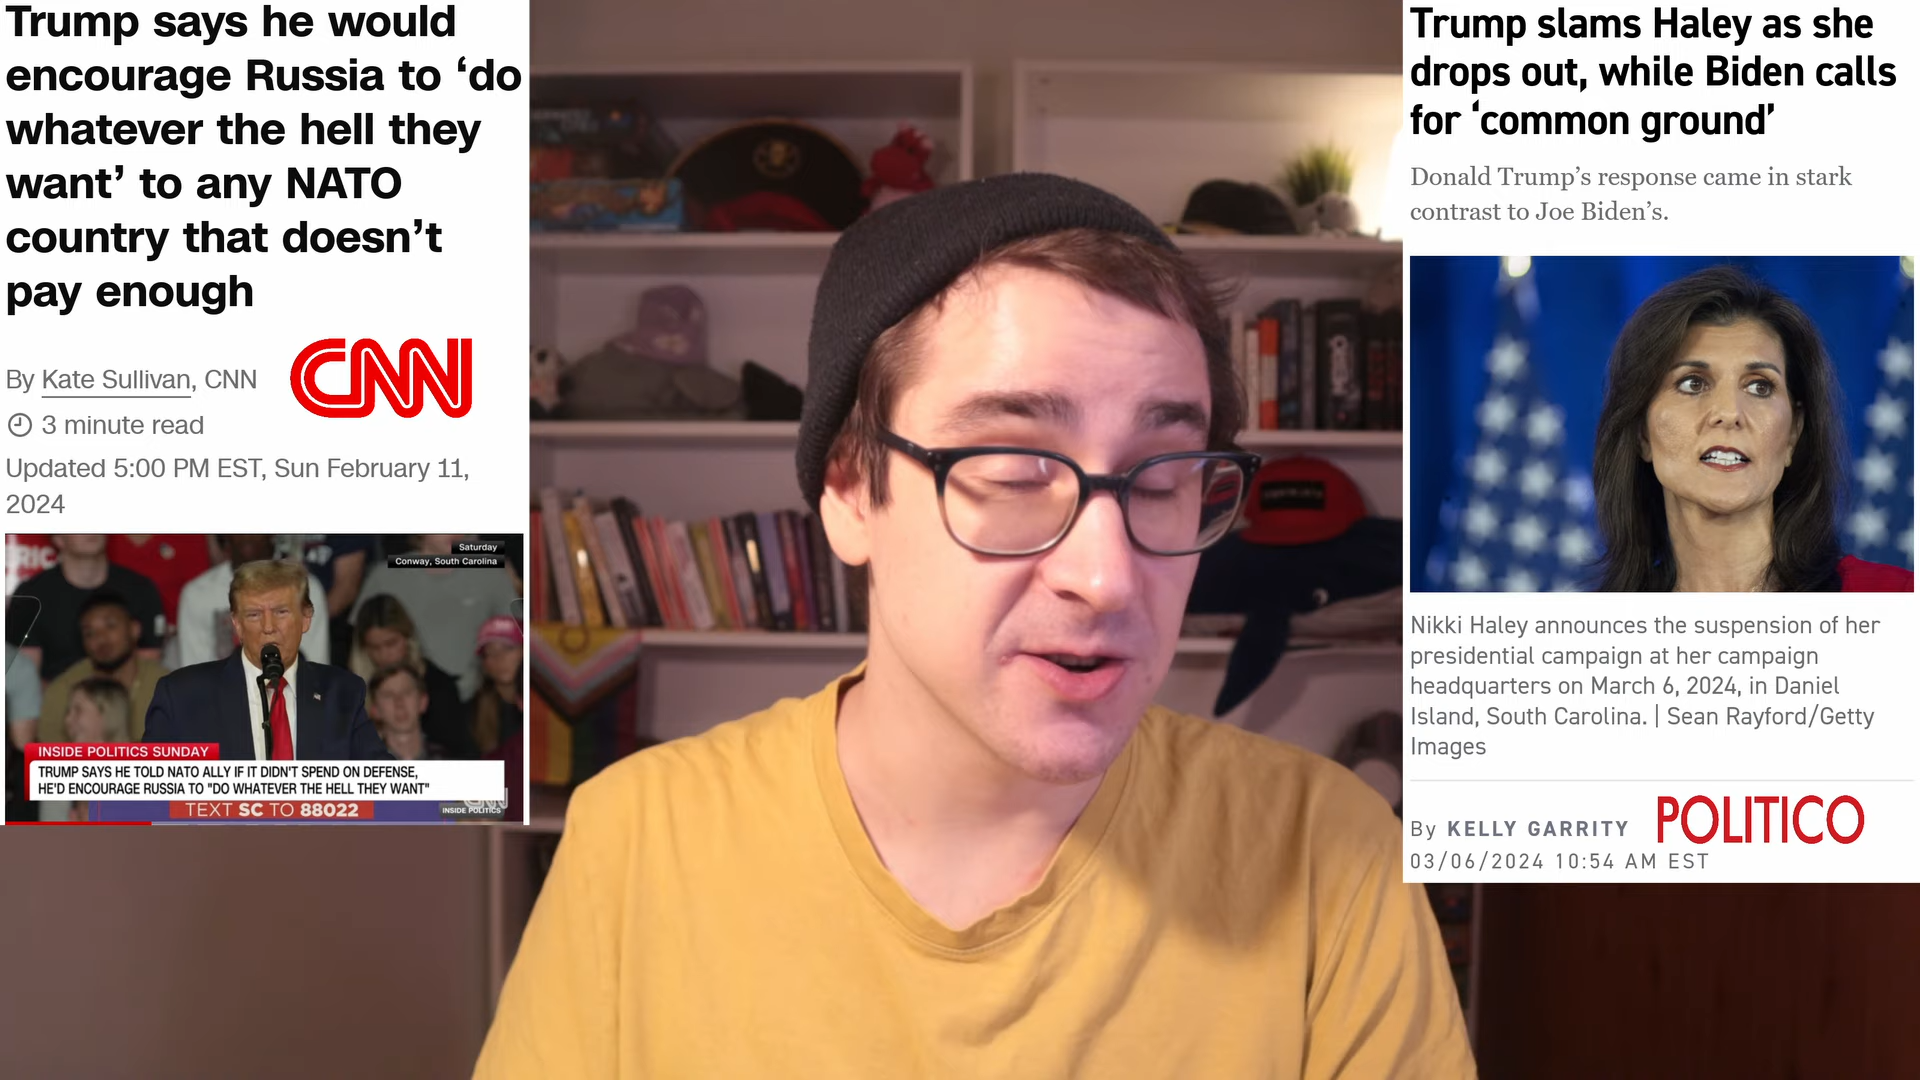 Trump says he would
encourage Russia to ‘do
whatever the hell they
want’ to any NATO
country that doesn’t
pay enough
By Kate Sullivan, CNN
CNN
3 minute read
Updated 5:00 PM EST, Sun February 11,
2024
Saturday
Conway, South Carolina
INSIDE POLITICS SUNDAY
TRUMP SAYS HE TOLD NATO ALLY IF IT DIDN'T SPEND ON DEFENSE,
HE'D ENCOURAGE RUSSIA TO "DO WHATEVER THE HELL THEY WANT"
TEXT SC TO 88022
CNN
INSIDE POLITICS
Trump slams Haley as she
drops out, while Biden calls
for ‘common ground’
Donald Trump’s response came in stark
contrast to Joe Biden’s.
Nikki Haley announces the suspension of her
presidential campaign at her campaign
headquarters on March 6, 2024, in Daniel
Island, South Carolina. | Sean Rayford/Getty
Images
By KELLY GARRITY
POLITICO
03/06/2024 10:54 AM EST